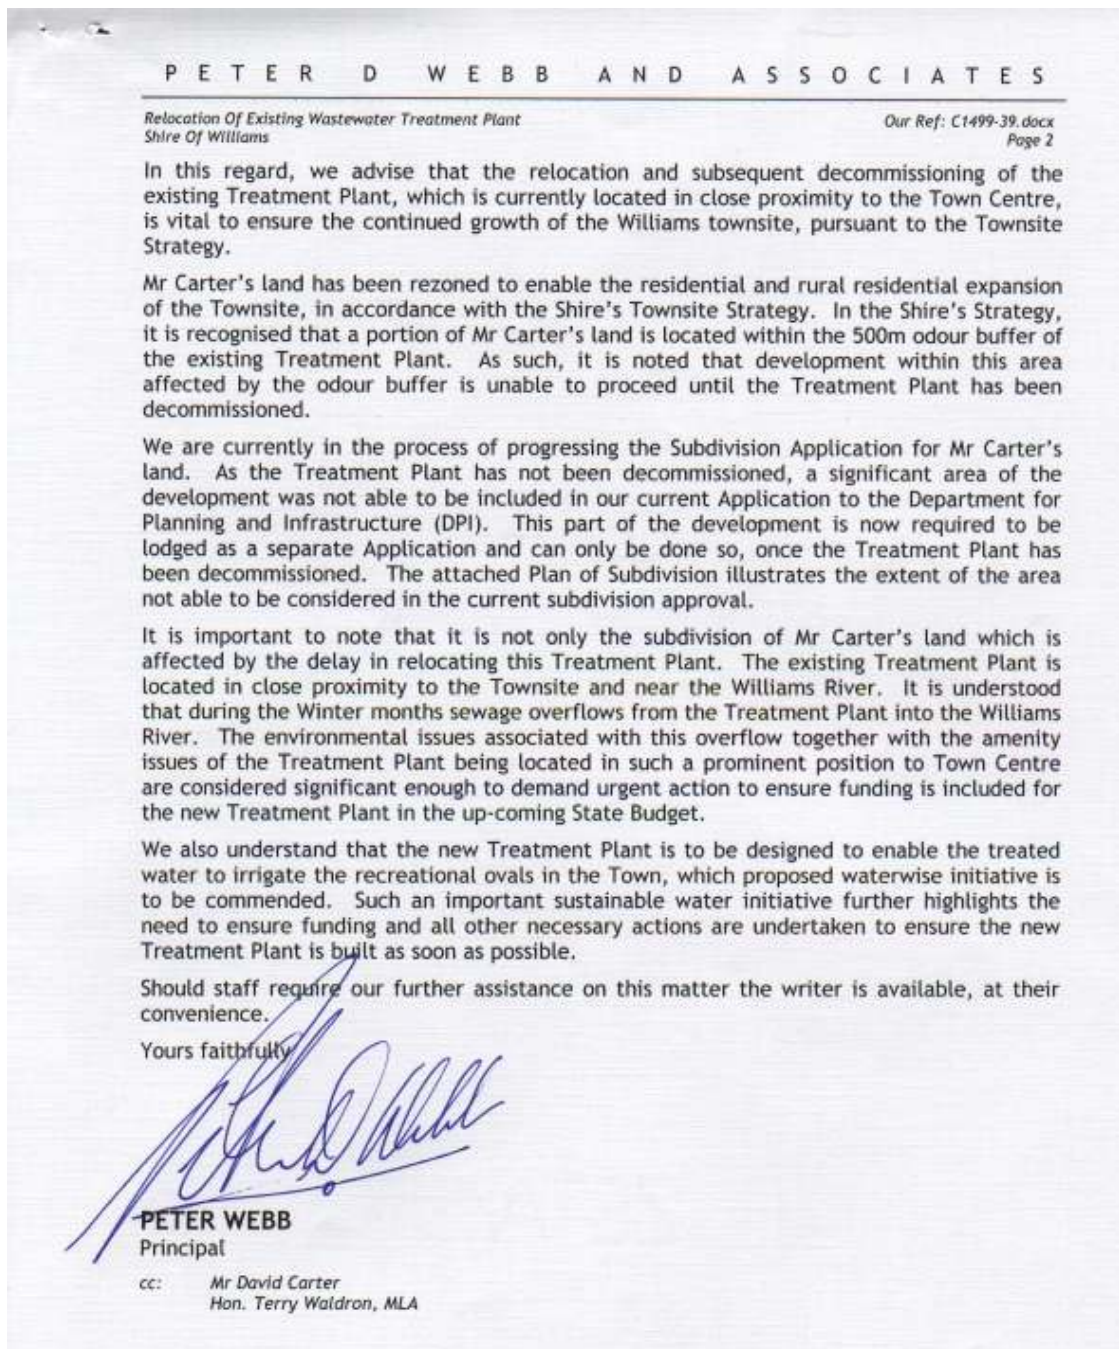 PETER D WEBB AND ASSOCIATES
Relocation Of Existing Wastewater Treatment Plant
Shire Of Williams
Our Ref: C1499-39.docx
Page 2
In this regard, we advise that the relocation and subsequent decommissioning of the
existing Treatment Plant, which is currently located in close proximity to the Town Centre,
is vital to ensure the continued growth of the Williams townsite, pursuant to the Townsite
Strategy.
Mr Carter's land has been rezoned to enable the residential and rural residential expansion
of the Townsite, in accordance with the Shire's Townsite Strategy. In the Shire's Strategy,
it is recognised that a portion of Mr Carter's land is located within the 500m odour buffer of
the existing Treatment Plant. As such, it is noted that development within this area
affected by the odour buffer is unable to proceed until the Treatment Plant has been
decommissioned.
We are currently in the process of progressing the Subdivision Application for Mr Carter's
land. As the Treatment Plant has not been decommissioned, a significant area of the
development was not able to be included in our current Application to the Department for
Planning and Infrastructure (DPI). This part of the development is now required to be
lodged as a separate Application and can only be done so, once the Treatment Plant has
been decommissioned. The attached Plan of Subdivision illustrates the extent of the area
not able to be considered in the current subdivision approval.
It is important to note that it is not only the subdivision of Mr Carter's land which is
affected by the delay in relocating this Treatment Plant. The existing Treatment Plant is
located in close proximity to the Townsite and near the Williams River. It is understood
that during the Winter months sewage overflows from the Treatment Plant into the Williams
River. The environmental issues associated with this overflow together with the amenity
issues of the Treatment Plant being located in such a prominent position to Town Centre
are considered significant enough to demand urgent action to ensure funding is included for
the new Treatment Plant in the up-coming State Budget.
We also understand that the new Treatment Plant is to be designed to enable the treated
water to irrigate the recreational ovals in the Town, which proposed waterwise initiative is
to be commended. Such an important sustainable water initiative further highlights the
need to ensure funding and all other necessary actions are undertaken to ensure the new
Treatment Plant is built as soon as possible.
Should staff require our further assistance on this matter the writer is available, at their
convenience.
Yours faithfully
Peter D Webb
PETER WEBB
Principal
cc: Mr David Carter
Hon. Terry Waldron, MLA